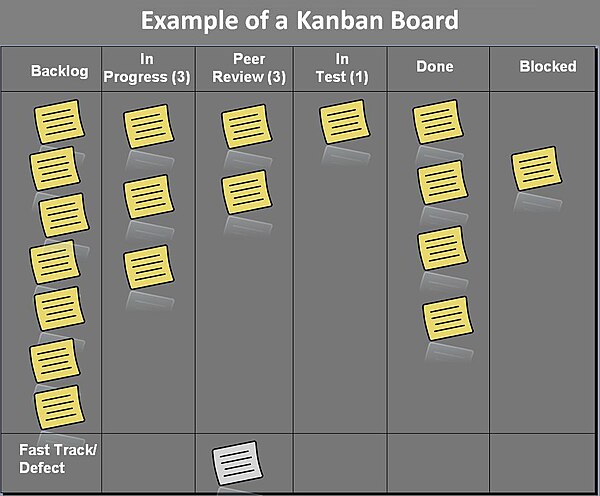 Example of a Kanban Board
Backlog
In
Progress (3)
Peer
Review (3)
In
Test (1)
Done
Blocked
Fast Track/
Defect